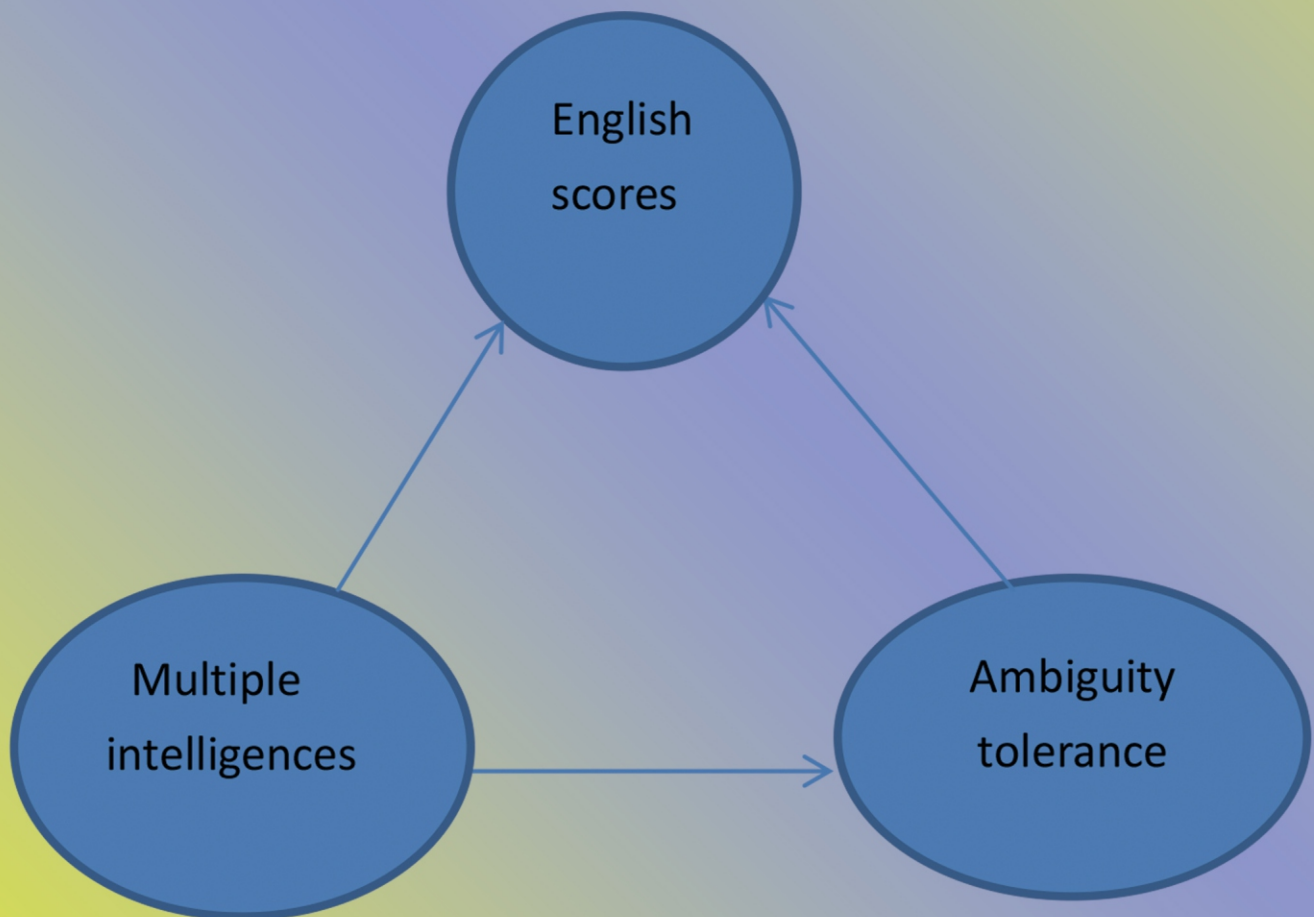 English
scores
Multiple
intelligences
Ambiguity
tolerance